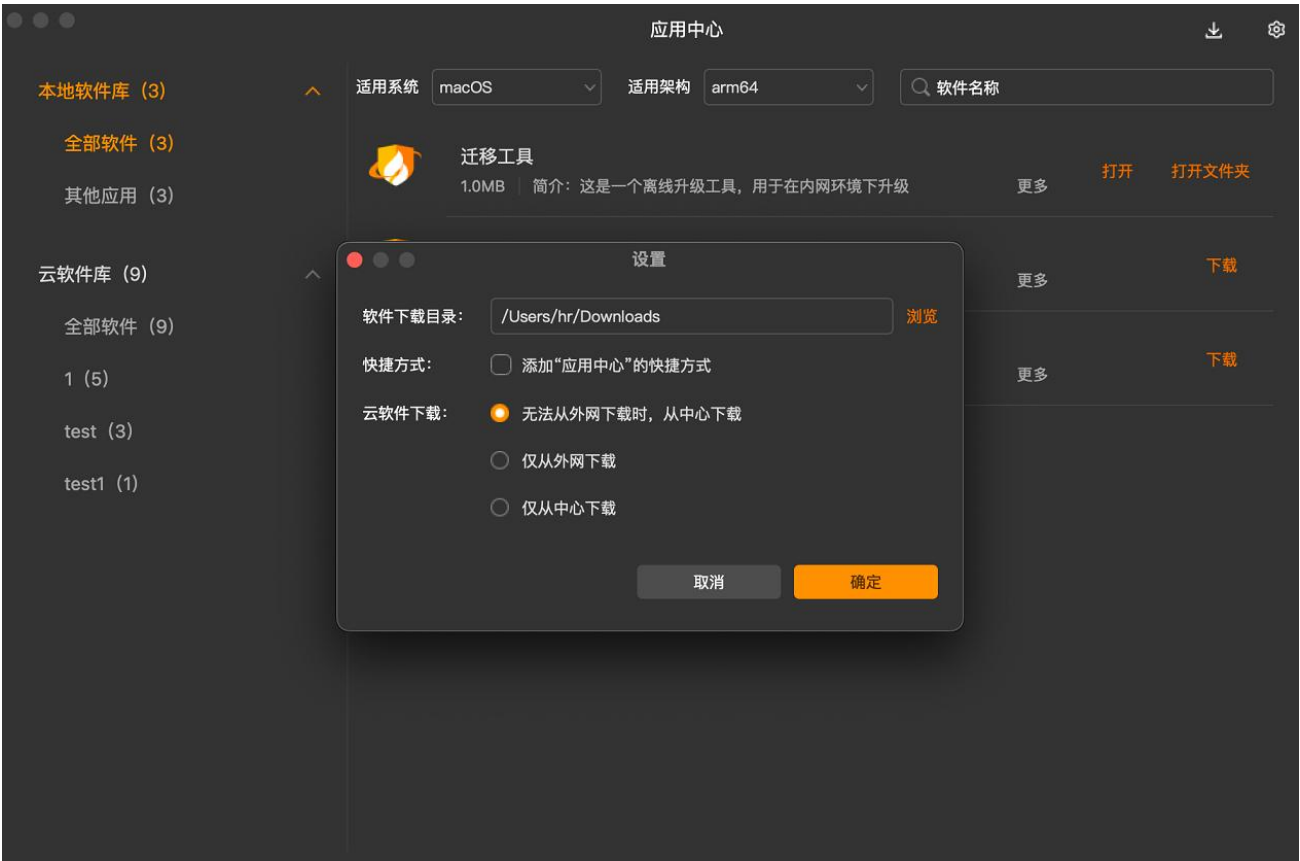 应用中心
本地软件库（3）
全部软件（3）
其他应用（3）
云软件库（9）
全部软件（9）
1（5）
test（3）
test1（1）
适用系统 macOS 适用架构 arm64 软件名称
迁移工具
1.0MB 简介：这是一个离线升级工具，用于在内网环境下升级 更多 打开 打开文件夹
更多 下载
更多 下载
设置
软件下载目录： /Users/hr/Downloads 浏览
快捷方式： 添加“应用中心”的快捷方式
云软件下载： 无法从外网下载时，从中心下载
仅从外网下载
仅从中心下载
取消 确定